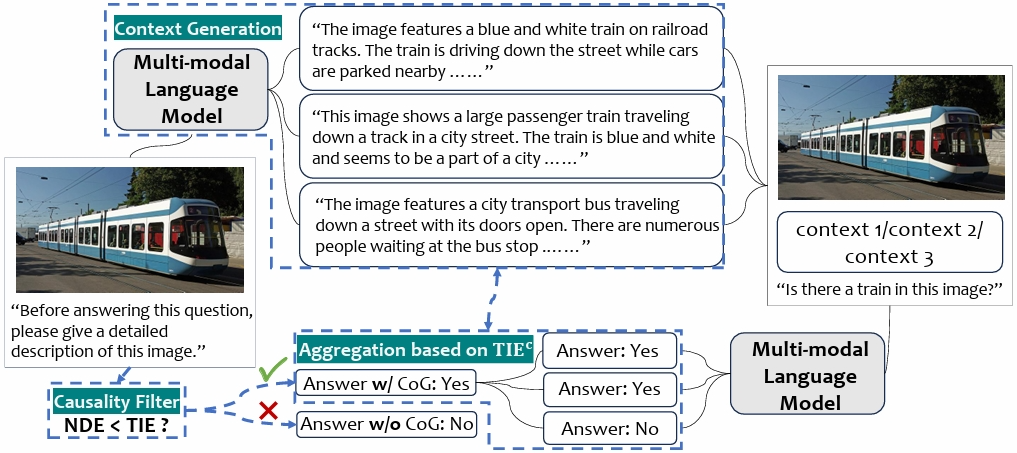 Context Generation
Multi-modal
Language
Model
“The image features a blue and white train on railroad
tracks. The train is driving down the street while cars
are parked nearby ……”
“This image shows a large passenger train traveling
down a track in a city street. The train is blue and white
and seems to be a part of a city ……”
“The image features a city transport bus traveling
down a street with its doors open. There are numerous
people waiting at the bus stop …….”
“Before answering this question,
please give a detailed
description of this image.”
context 1/context 2/
context 3
“Is there a train in this image?”
Causality Filter
NDE < TIE ?
Aggregation based on TIEᶜ
Answer w/ CoG: Yes
Answer w/o CoG: No
Answer: Yes
Answer: Yes
Answer: No
Multi-modal
Language
Model